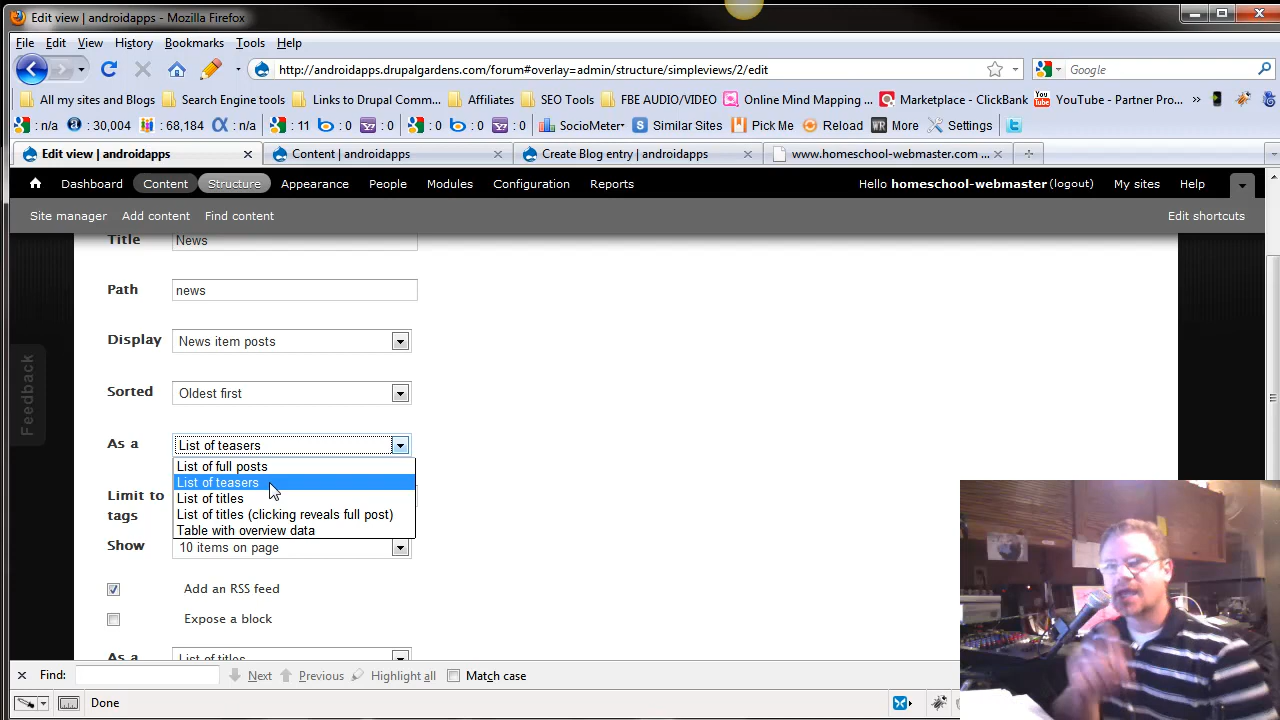 Edit view | androidapps - Mozilla Firefox
File Edit View History Bookmarks Tools Help
http://androidapps.drupalgardens.com/forum#overlay=admin/structure/simpleviews/2/edit
Google
All my sites and Blogs Search Engine tools Links to Drupal Comm... Affiliates SEO Tools FBE AUDIO/VIDEO Online Mind Mapping ... Marketplace - ClickBank You Tube YouTube - Partner Pro... »
: n/a : 30,004 : 68,184 : n/a : 11 : 0 : 0 : 0 : 0 : 0 SocioMeter Similar Sites Pick Me Reload WR More Settings
Edit view | androidapps Content | androidapps Create Blog entry | androidapps www.homeschool-webmaster.com ...
Dashboard Content Structure Appearance People Modules Configuration Reports Hello homeschool-webmaster (logout) My sites Help
Site manager Add content Find content Edit shortcuts
Title News
Path news
Display News item posts
Sorted Oldest first
Feedback
As a List of teasers
List of full posts
List of teasers
List of titles
List of titles (clicking reveals full post)
Table with overview data
Limit to
tags
Show 10 items on page
Add an RSS feed
Expose a block
As a List of titles
Find: Next Previous Highlight all Match case
Done